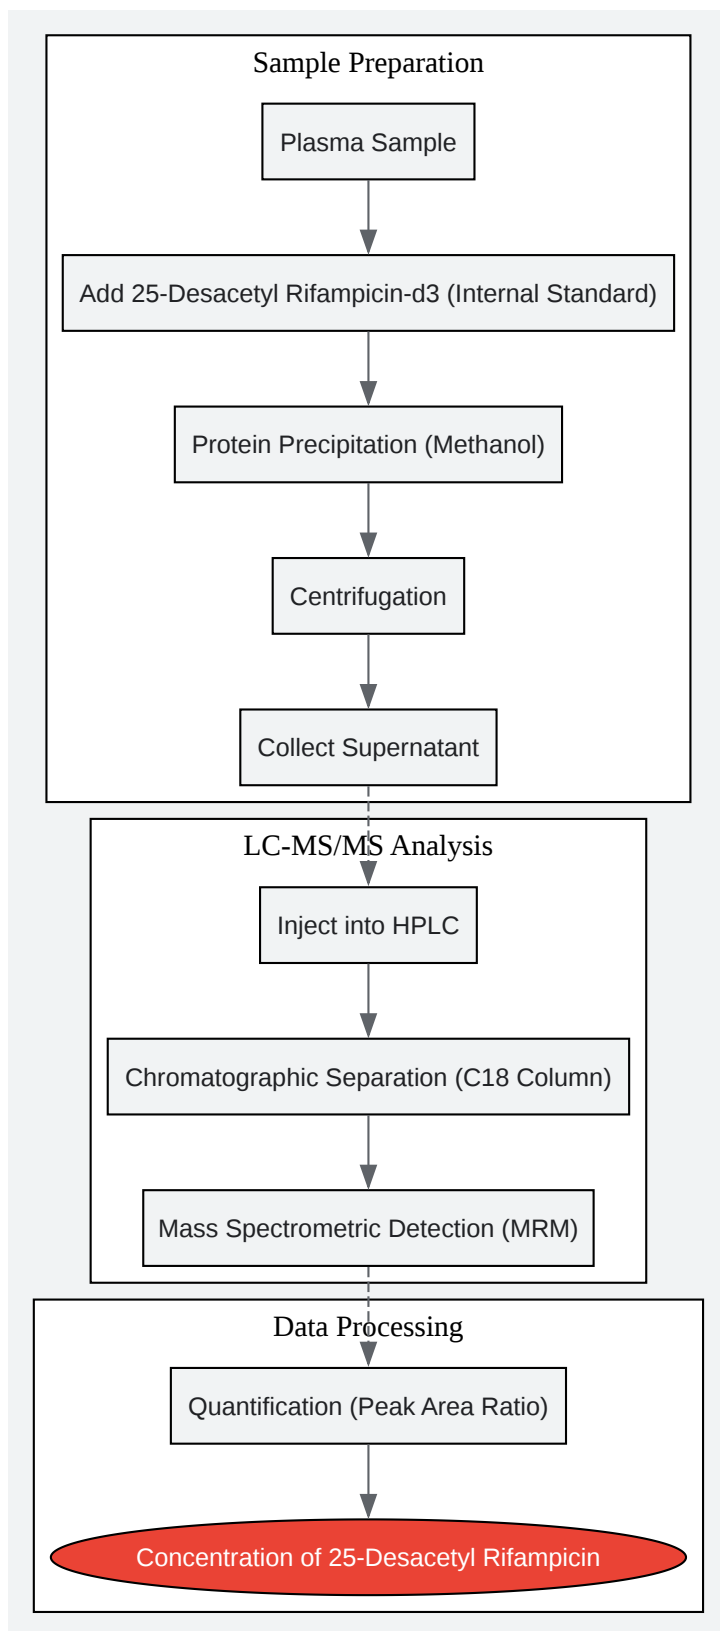 Sample Preparation
Plasma Sample
Add 25-Desacetyl Rifampicin-d3 (Internal Standard)
Protein Precipitation (Methanol)
Centrifugation
Collect Supernatant
LC-MS/MS Analysis
Inject into HPLC
Chromatographic Separation (C18 Column)
Mass Spectrometric Detection (MRM)
Data Processing
Quantification (Peak Area Ratio)
Concentration of 25-Desacetyl Rifampicin